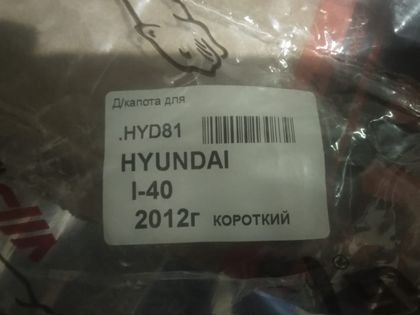 Д/капота для
.HYD81
HYUNDAI
I-40
2012г короткий